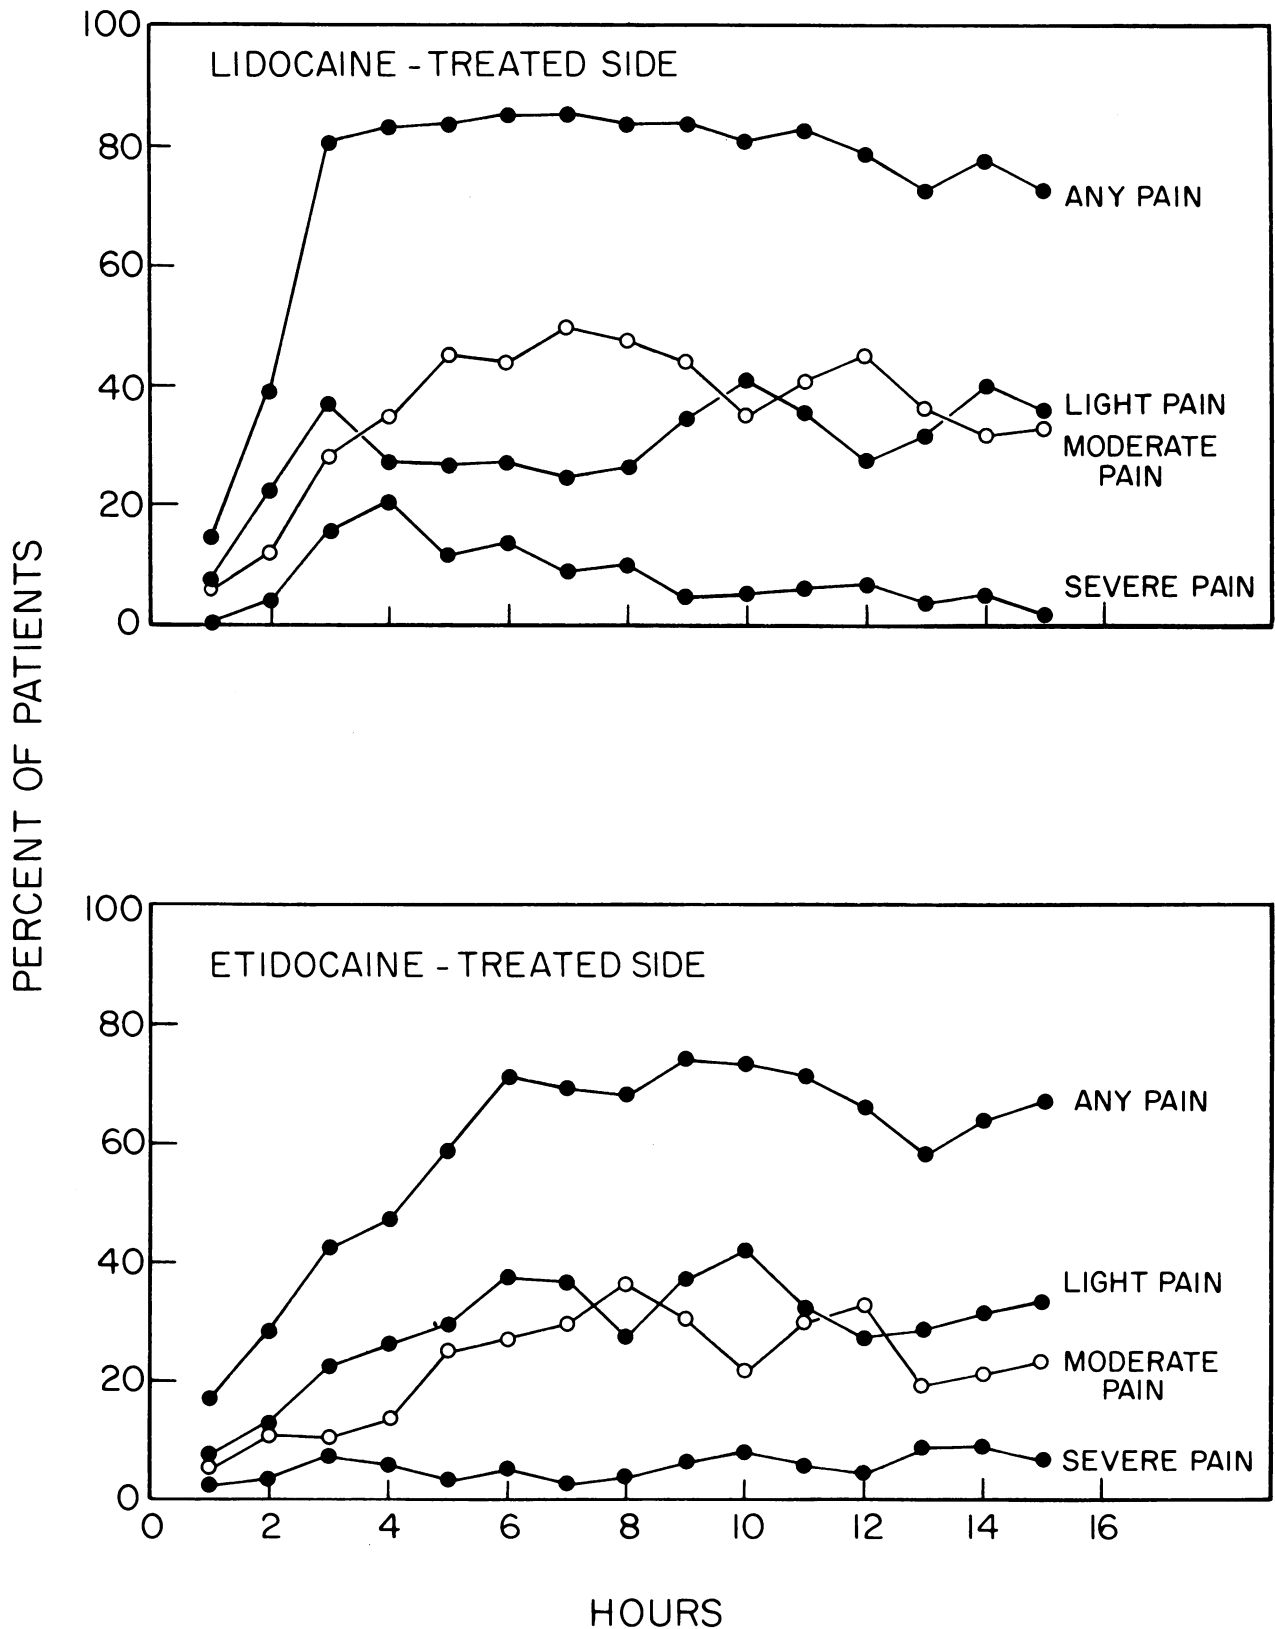 PERCENT OF PATIENTS
100
LIDOCAINE - TREATED SIDE
80
ANY PAIN
60
40
LIGHT PAIN
MODERATE
PAIN
20
SEVERE PAIN
0
100
ETIDOCAINE - TREATED SIDE
80
ANY PAIN
60
40
LIGHT PAIN
20
MODERATE
PAIN
SEVERE PAIN
0
0 2 4 6 8 10 12 14 16
HOURS